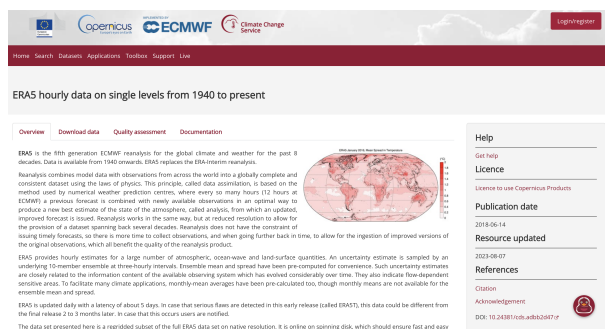 opernicus
IMPLEMENTED BY
ECMWF
Climate Change
Service
Login/register
Home Search Datasets Applications Toolbox Support Live
ERA5 hourly data on single levels from 1940 to present
Overview Download data Quality assessment Documentation
ERA5 is the fifth generation ECMWF reanalysis for the global climate and weather for the past 8
decades. Data is available from 1940 onwards. ERA5 replaces the ERA-Interim reanalysis.
Reanalysis combines model data with observations from across the world into a globally complete and
consistent dataset using the laws of physics. This principle, called data assimilation, is based on the
method used by numerical weather prediction centres, where every so many hours (12 hours at
ECMWF) a previous forecast is combined with newly available observations in an optimal way to
produce a new best estimate of the state of the atmosphere, called analysis, from which an updated,
improved forecast is issued. Reanalysis works in the same way, but at reduced resolution to allow for
the provision of a dataset spanning back several decades. Reanalysis does not have the constraint of
issuing timely forecasts, so there is more time to collect observations, and when going further back in time, to allow for the ingestion of improved versions of
the original observations, which all benefit the quality of the reanalysis product.
ERA5 provides hourly estimates for a large number of atmospheric, ocean-wave and land-surface quantities. An uncertainty estimate is sampled by an
underlying 10-member ensemble at three-hourly intervals. Ensemble mean and spread have been pre-computed for convenience. Such uncertainty estimates
are closely related to the information content of the available observing system which has evolved considerably over time. They also indicate flow-dependent
sensitive areas. To facilitate many climate applications, monthly-mean averages have been pre-calculated too, though monthly means are not available for the
ensemble mean and spread.
ERA5 is updated daily with a latency of about 5 days. In case that serious flaws are detected in this early release (called ERA5T), this data could be different from
the final release 2 to 3 months later. In case that this occurs users are notified.
The data set presented here is a regridded subset of the full ERA5 data set on native resolution. It is online on spinning disk, which should ensure fast and easy
Help
Get help
Licence
Licence to use Copernicus Products
Publication date
2018-06-14
Resource updated
2023-08-07
References
Citation
Acknowledgement
DOI: 10.24381/cds.adbb2d47